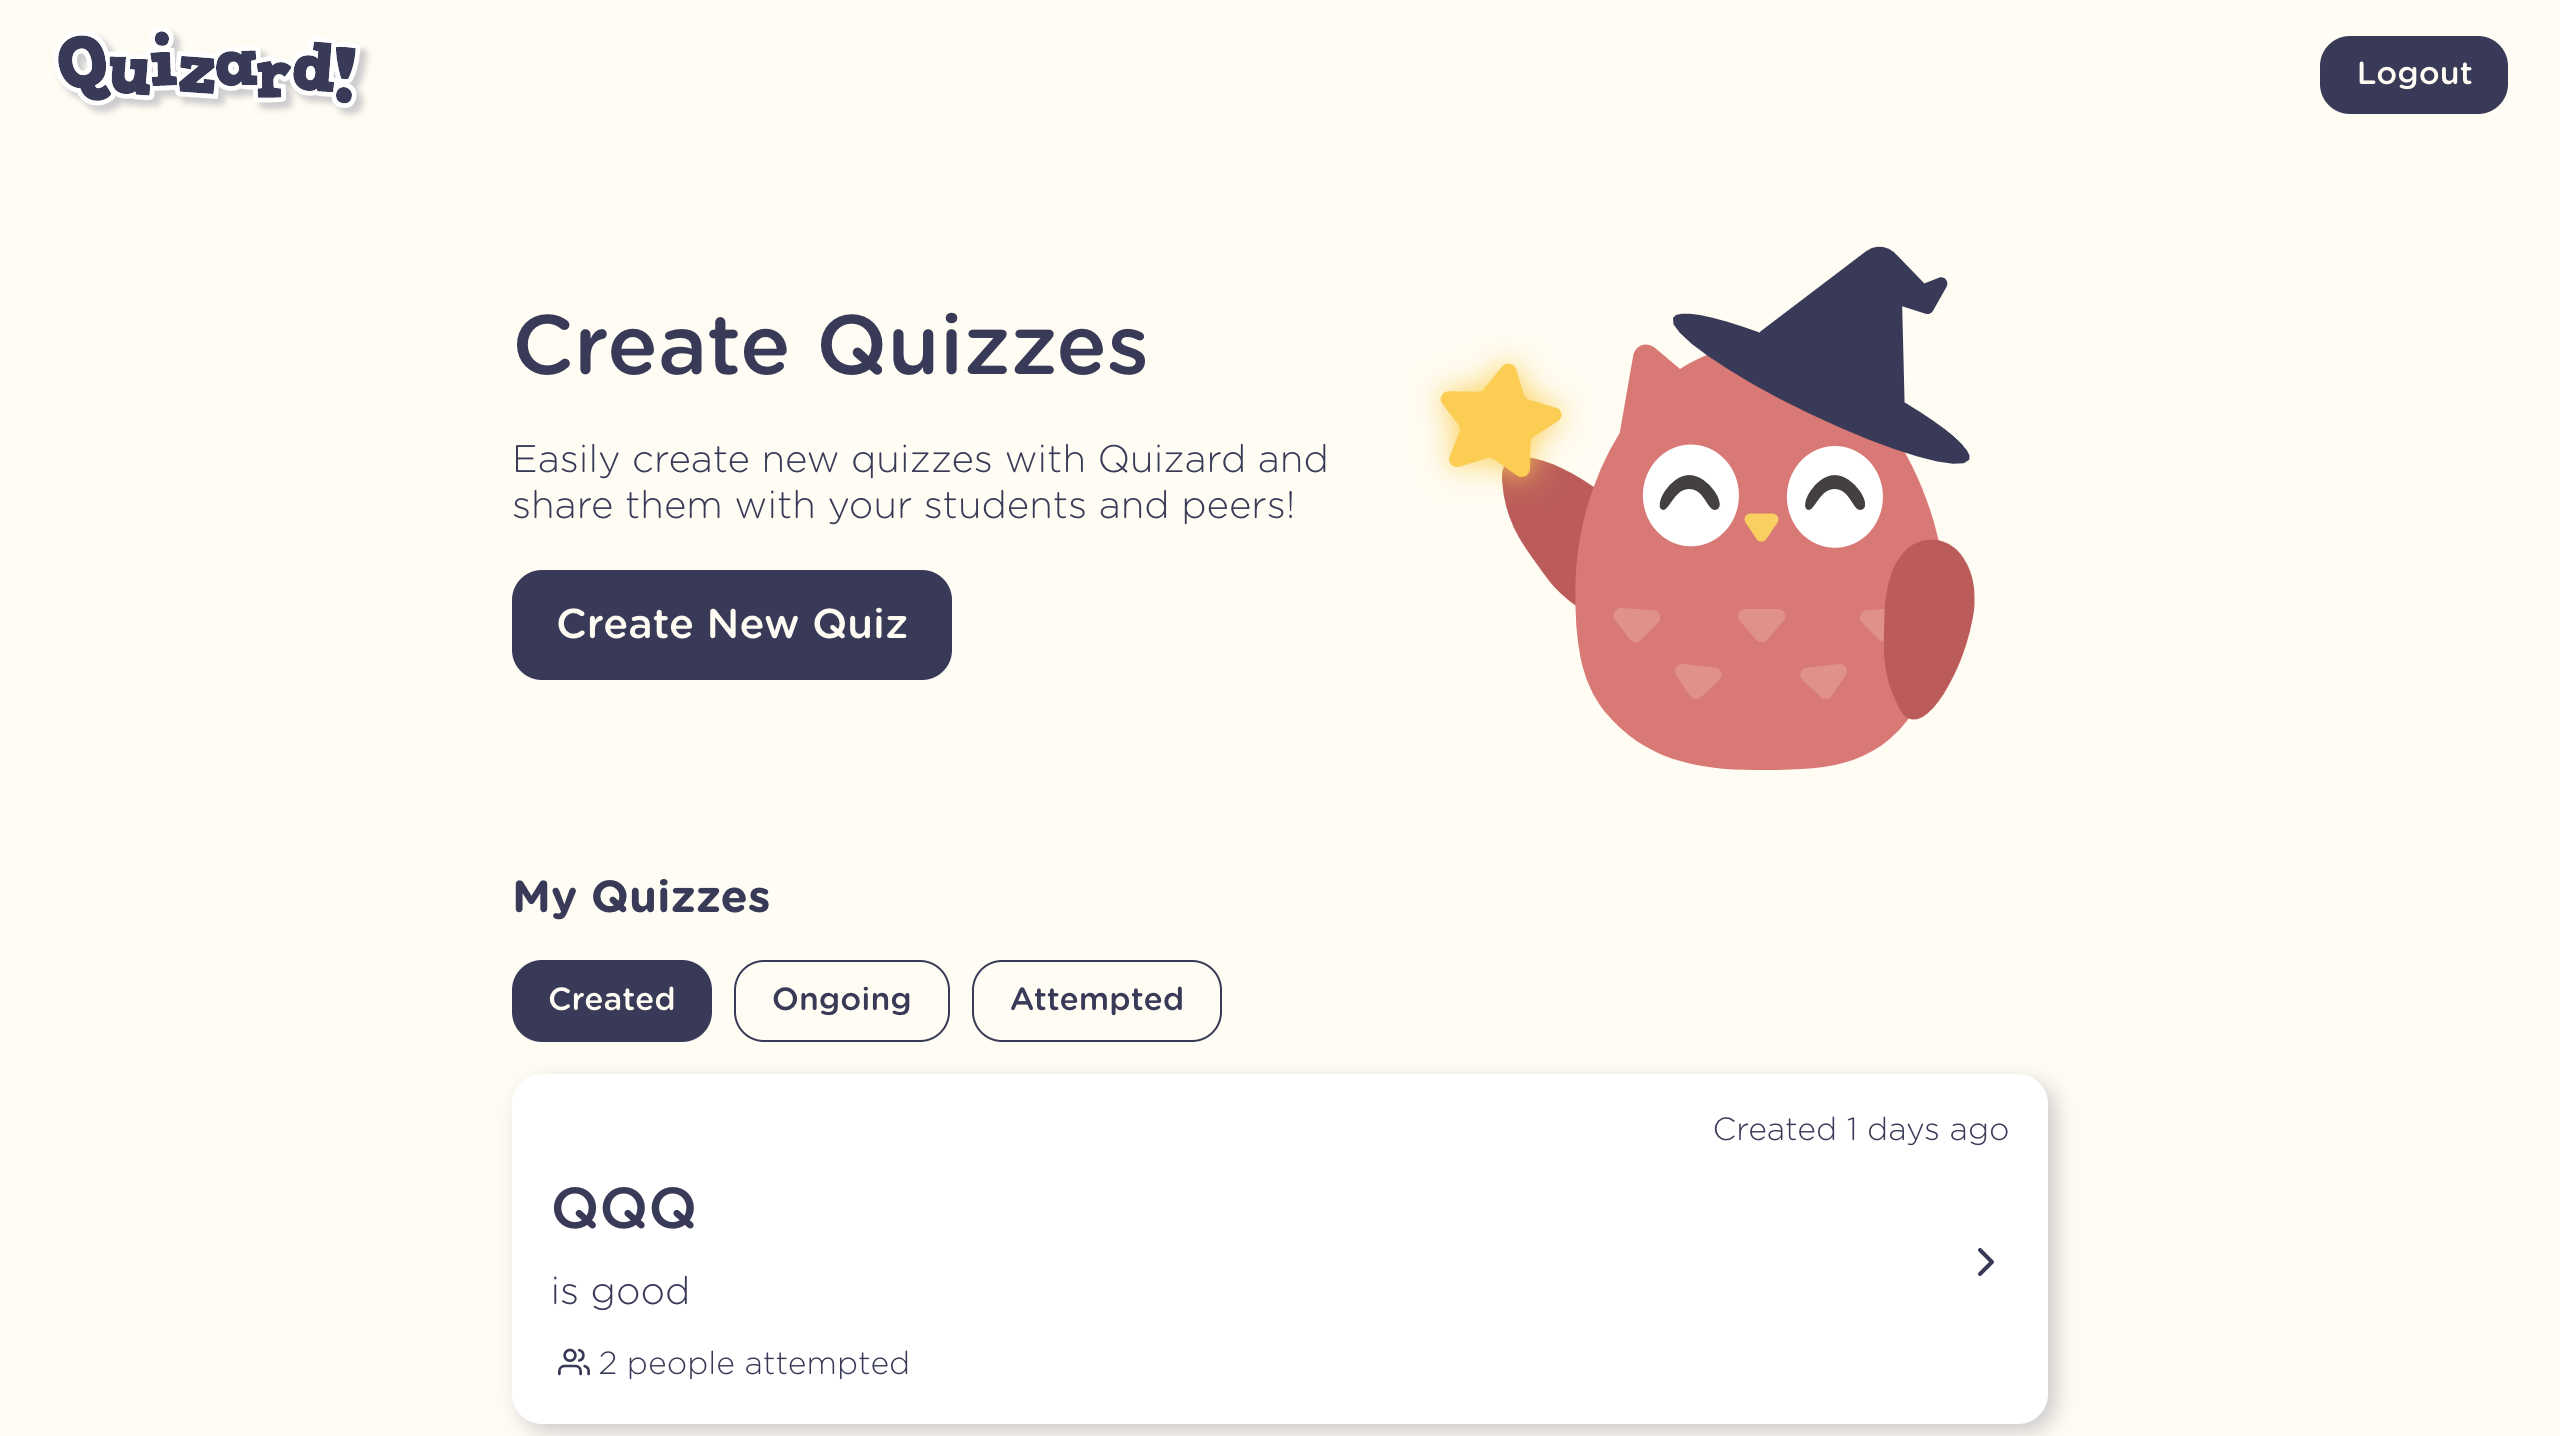 Quizard!
Logout
Create Quizzes
Easily create new quizzes with Quizard and
share them with your students and peers!
Create New Quiz
My Quizzes
Created
Ongoing
Attempted
Created 1 days ago
QQQ
is good
2 people attempted